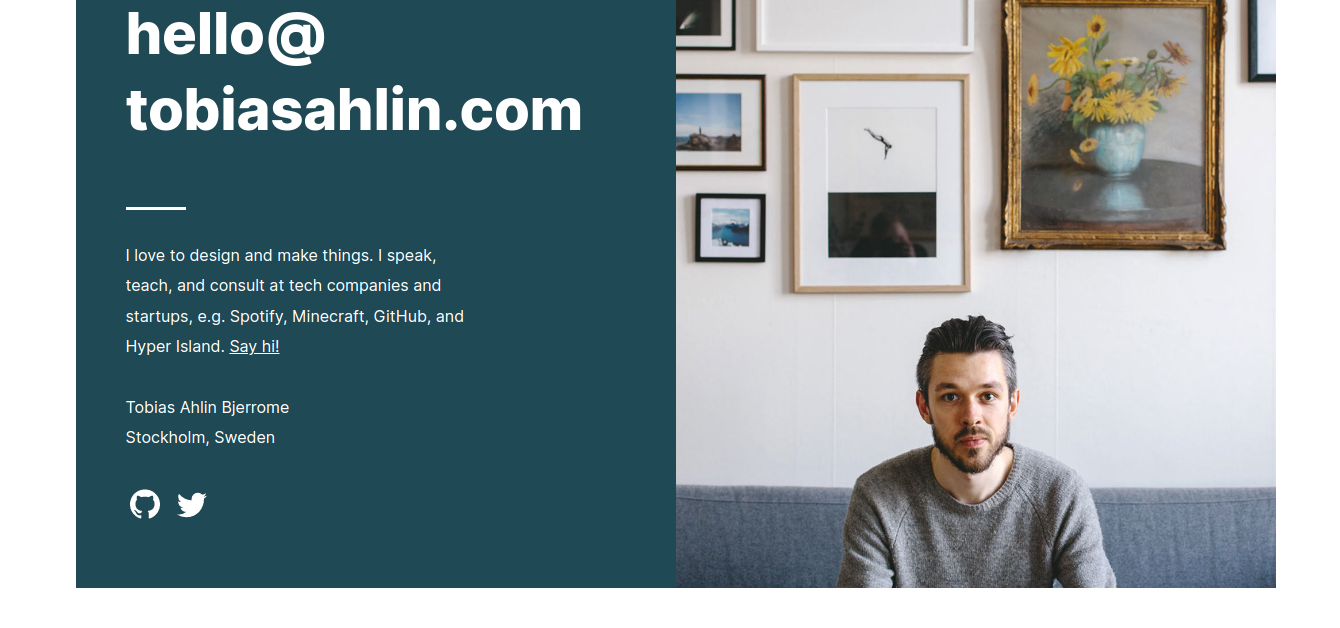 hello@
tobiasahlin.com
I love to design and make things. I speak,
teach, and consult at tech companies and
startups, e.g. Spotify, Minecraft, GitHub, and
Hyper Island. Say hi!
Tobias Ahlin Bjerrome
Stockholm, Sweden